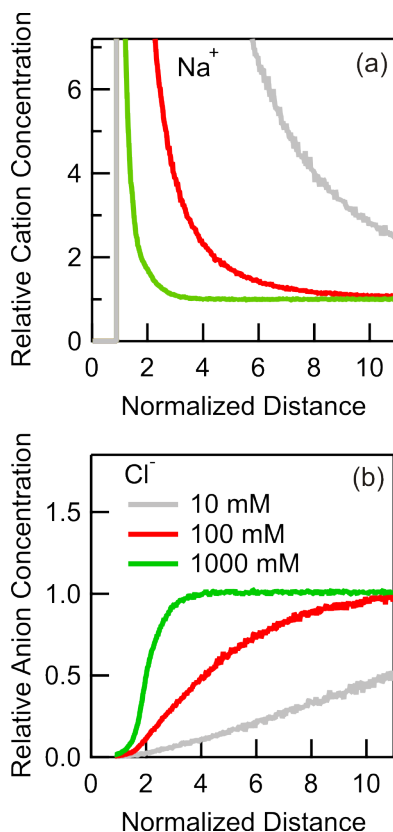 Na+
(a)
Relative Cation Concentration
6
4
2
0
0 2 4 6 8 10
Normalized Distance
Cl-
(b)
10 mM
100 mM
1000 mM
Relative Anion Concentration
1.5
1.0
0.5
0.0
0 2 4 6 8 10
Normalized Distance